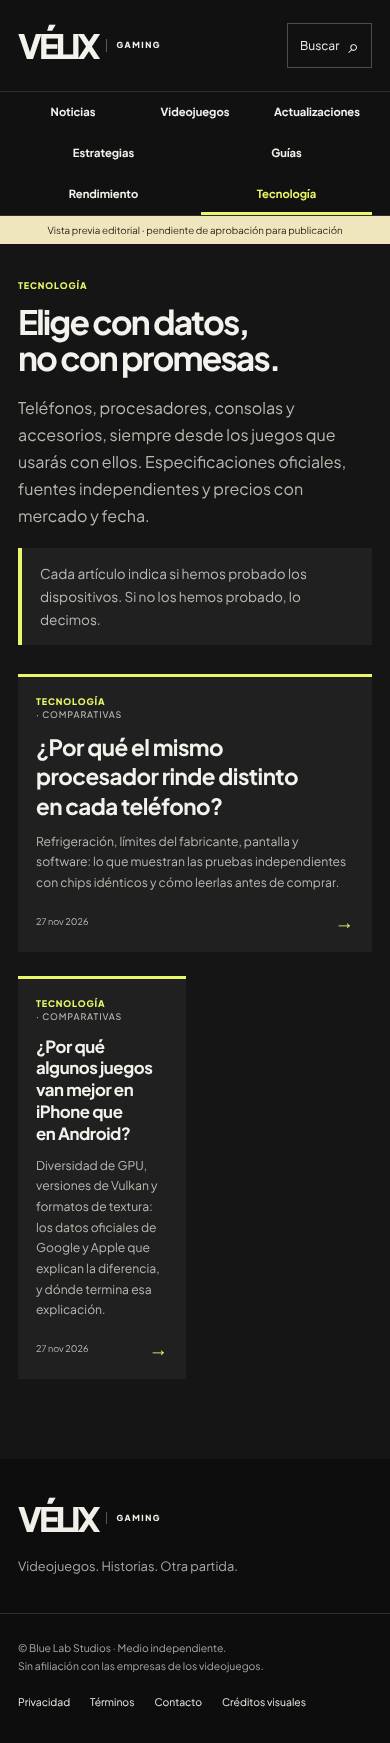 VÉLIX GAMING
Buscar
Noticias Videojuegos Actualizaciones
Estrategias Guías
Rendimiento Tecnología
Vista previa editorial · pendiente de aprobación para publicación
TECNOLOGÍA
Elige con datos,
no con promesas.
Teléfonos, procesadores, consolas y
accesorios, siempre desde los juegos que
usarás con ellos. Especificaciones oficiales,
fuentes independientes y precios con
mercado y fecha.
Cada artículo indica si hemos probado los
dispositivos. Si no los hemos probado, lo
decimos.
TECNOLOGÍA
· COMPARATIVAS
¿Por qué el mismo
procesador rinde distinto
en cada teléfono?
Refrigeración, límites del fabricante, pantalla y
software: lo que muestran las pruebas independientes
con chips idénticos y cómo leerlas antes de comprar.
27 nov 2026 →
TECNOLOGÍA
· COMPARATIVAS
¿Por qué
algunos juegos
van mejor en
iPhone que
en Android?
Diversidad de GPU,
versiones de Vulkan y
formatos de textura:
los datos oficiales de
Google y Apple que
explican la diferencia,
y dónde termina esa
explicación.
27 nov 2026 →
VÉLIX GAMING
Videojuegos. Historias. Otra partida.
© Blue Lab Studios · Medio independiente.
Sin afiliación con las empresas de los videojuegos.
Privacidad Términos Contacto Créditos visuales